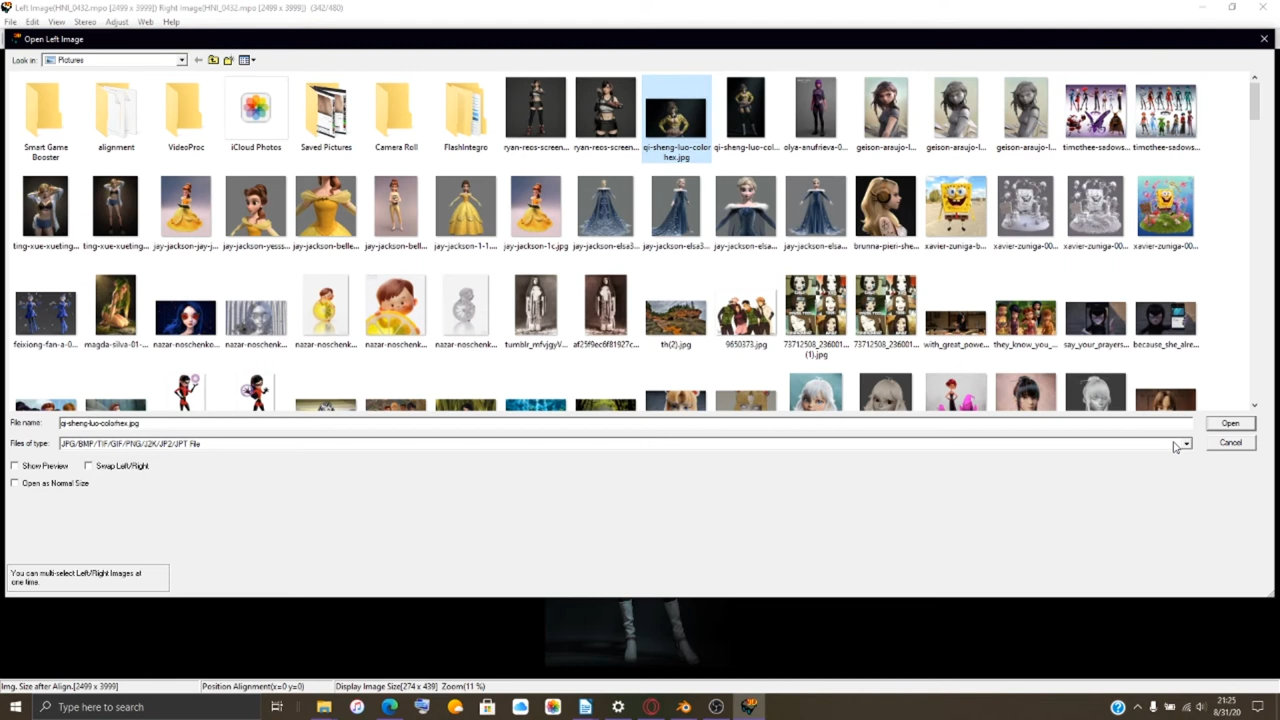 Left Image(HNI_0432.mpo [2499 x 3999]) Right Image(HNI_0432.mpo [2499 x 3999]) (342/480)
File Edit View Stereo Adjust Web Help
Open Left Image
Look in: Pictures
Smart Game Booster
alignment
VideoProc
iCloud Photos
Saved Pictures
Camera Roll
FlashIntegro
ryan-reos-screen...
ryan-reos-screen...
qi-sheng-luo-color hex.jpg
qi-sheng-luo-col...
olya-anufrieva-0...
geison-araujo-l...
geison-araujo-l...
geison-araujo-l...
timothee-sadows...
timothee-sadows...
ting-xue-xueting...
ting-xue-xueting...
jay-jackson-jay-j...
jay-jackson-yesss...
jay-jackson-belle...
jay-jackson-bell...
jay-jackson-1-1...
jay-jackson-1c.jpg
jay-jackson-elsa3...
jay-jackson-elsa3...
jay-jackson-elsa...
jay-jackson-elsa...
brunna-pieri-she...
xavier-zuniga-b...
xavier-zuniga-00...
xavier-zuniga-00...
xavier-zuniga-00...
feixiong-fan-a-0...
magda-silva-01-...
nazar-noschenko...
nazar-noschenk...
nazar-noschenk...
nazar-noschenk...
nazar-noschenk...
tumblr_mfvjgyV...
af25f9ec6f81927c...
th(2).jpg
9650373.jpg
73712508_236001... (1).jpg
73712508_236001...
with_great_powe...
they_know_you_...
say_your_prayers...
because_she_alre...
File name: qi-sheng-luo-colorhex.jpg Open
Files of type: JPG/BMP/TIF/GIF/PNG/J2K/JP2/JPT File Cancel
Show Preview Swap Left/Right
Open as Normal Size
You can multi-select Left/Right Images at
one time.
Img. Size after Align.[2499 x 3999] Position Alignment(x=0 y=0) Display Image Size[274 x 439] Zoom(11 %)
Type here to search
21:25
8/31/20